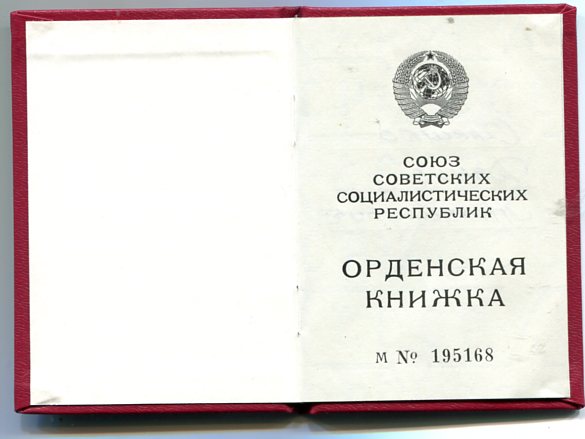 СОЮЗ
СОВЕТСКИХ
СОЦИАЛИСТИЧЕСКИХ
РЕСПУБЛИК
ОРДЕНСКАЯ
КНИЖКА
М № 195168